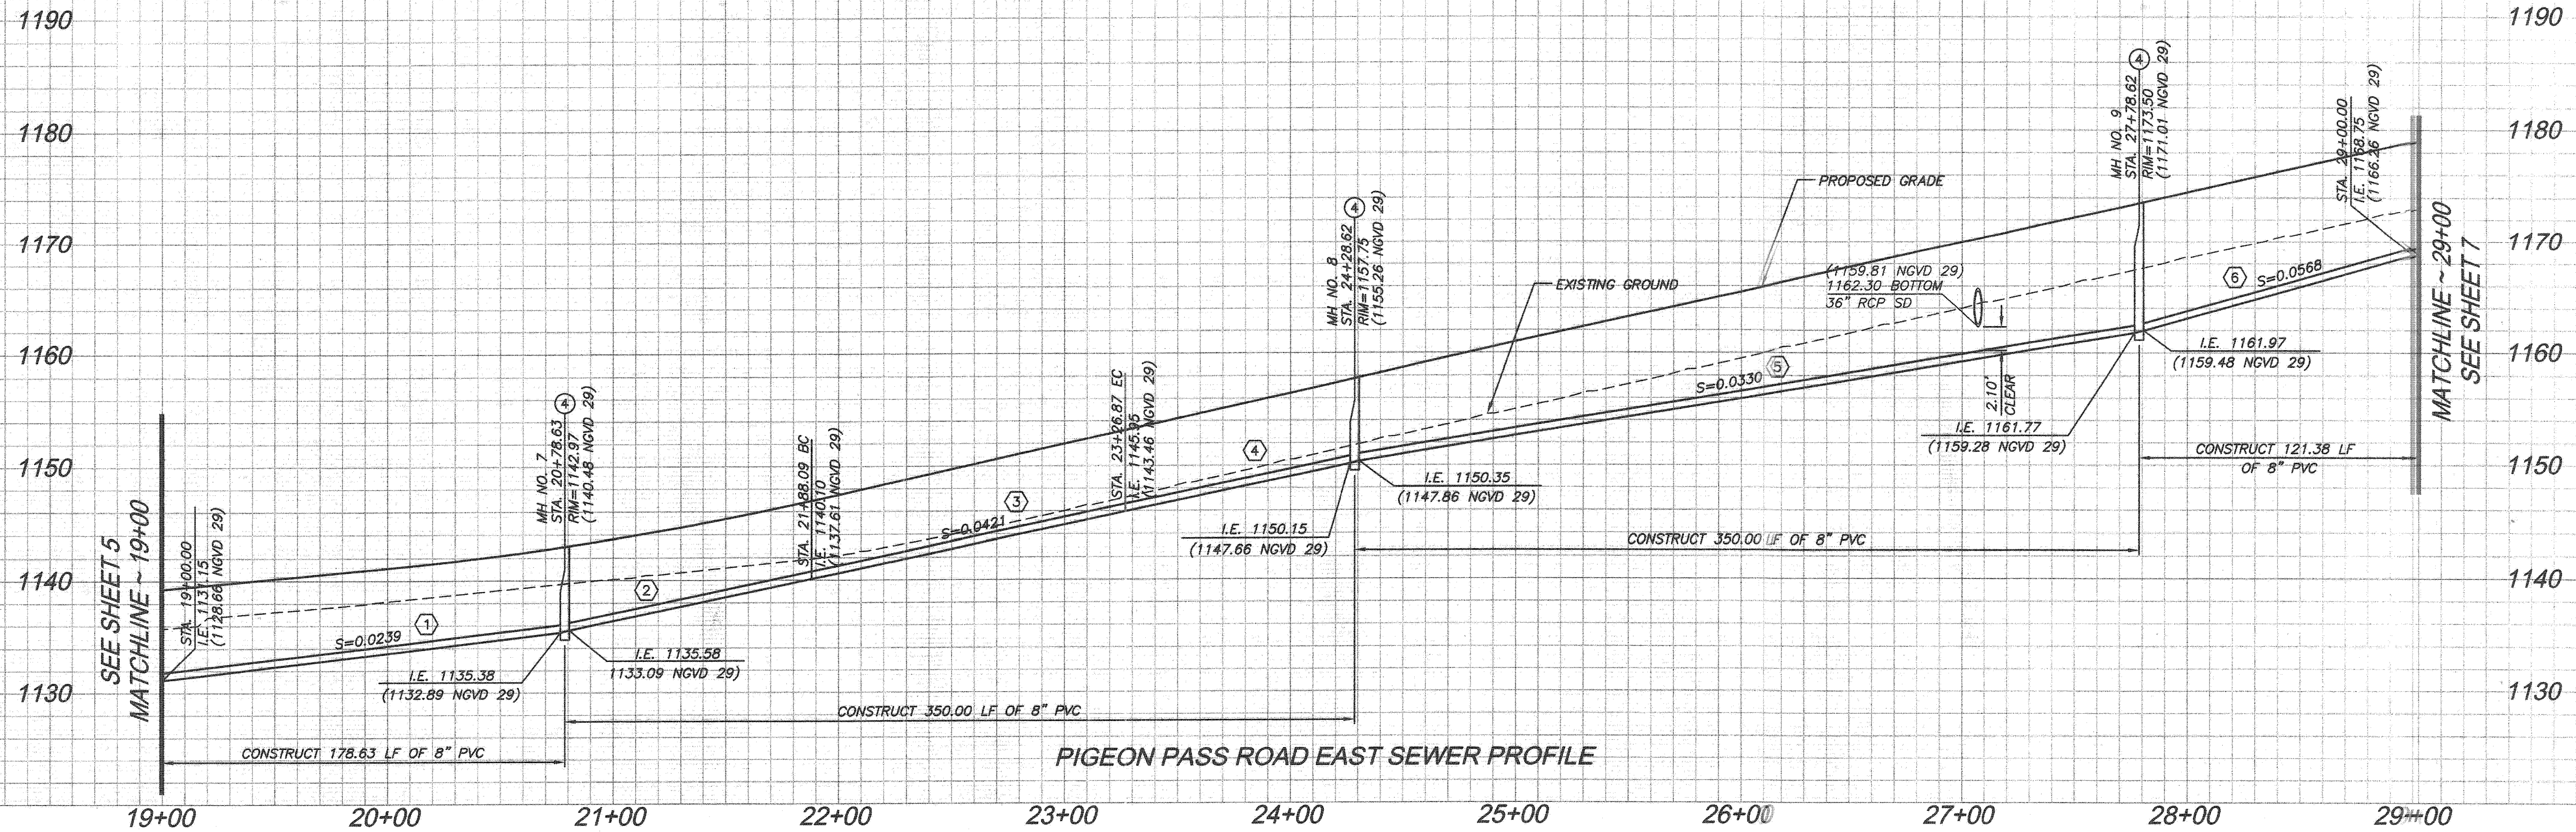 1190
1180
1170
1160
1150
1140
1130
1190
1180
1170
1160
1150
1140
1130
SEE SHEET 5
MATCHLINE ~ 19+00
STA. 19+00.00
I.E. 1131.15
(1128.66 NGVD 29)
1
S=0.0239
I.E. 1135.38
(1132.89 NGVD 29)
CONSTRUCT 178.63 LF OF 8" PVC
4
MH NO. 7
STA. 20+78.63
RIM=1142.97
(1140.48 NGVD 29)
I.E. 1135.58
1133.09 NGVD 29)
2
STA. 21+88.09 BC
I.E. 1140.10
(1137.61 NGVD 29)
S=0.0421
3
STA. 23+26.87 EC
I.E. 1145.95
(1143.46 NGVD 29)
4
CONSTRUCT 350.00 LF OF 8" PVC
I.E. 1150.15
(1147.66 NGVD 29)
4
MH NO. 8
STA. 24+28.62
RIM=1157.75
(1155.26 NGVD 29)
I.E. 1150.35
(1147.86 NGVD 29)
EXISTING GROUND
PROPOSED GRADE
S=0.0330
5
(1159.81 NGVD 29)
1162.30 BOTTOM
36" RCP SD
2.10'
CLEAR
CONSTRUCT 350.00 LF OF 8" PVC
I.E. 1161.77
(1159.28 NGVD 29)
4
MH NO. 9
STA. 27+78.62
RIM=1173.50
(1171.01 NGVD 29)
I.E. 1161.97
(1159.48 NGVD 29)
6
S=0.0568
CONSTRUCT 121.38 LF
OF 8" PVC
STA. 29+00.00
I.E. 1168.75
(1166.26 NGVD 29)
MATCHLINE ~ 29+00
SEE SHEET 7
PIGEON PASS ROAD EAST SEWER PROFILE
19+00
20+00
21+00
22+00
23+00
24+00
25+00
26+00
27+00
28+00
29+00